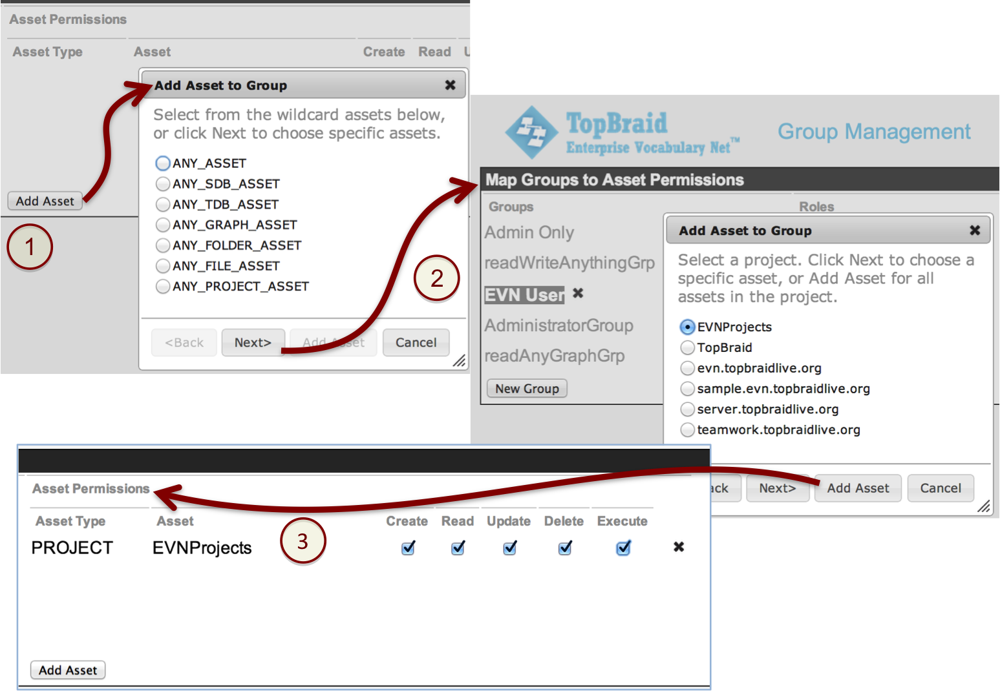 Asset Permissions
Asset Type Asset Create Read U
Add Asset to Group
Select from the wildcard assets below,
or click Next to choose specific assets.
ANY_ASSET
ANY_SDB_ASSET
ANY_TDB_ASSET
ANY_GRAPH_ASSET
ANY_FOLDER_ASSET
ANY_FILE_ASSET
ANY_PROJECT_ASSET
<Back Next> Add Asset Cancel
Add Asset
1
2
TopBraid
Enterprise Vocabulary Net™
Group Management
Map Groups to Asset Permissions
Groups Roles
Admin Only
readWriteAnythingGrp
EVN User
AdministratorGroup
readAnyGraphGrp
New Group
Add Asset to Group
Select a project. Click Next to choose a
specific asset, or Add Asset for all
assets in the project.
EVNProjects
TopBraid
evn.topbraidlive.org
sample.evn.topbraidlive.org
server.topbraidlive.org
teamwork.topbraidlive.org
ack Next> Add Asset Cancel
Asset Permissions
Asset Type Asset Create Read Update Delete Execute
PROJECT EVNProjects
3
Add Asset